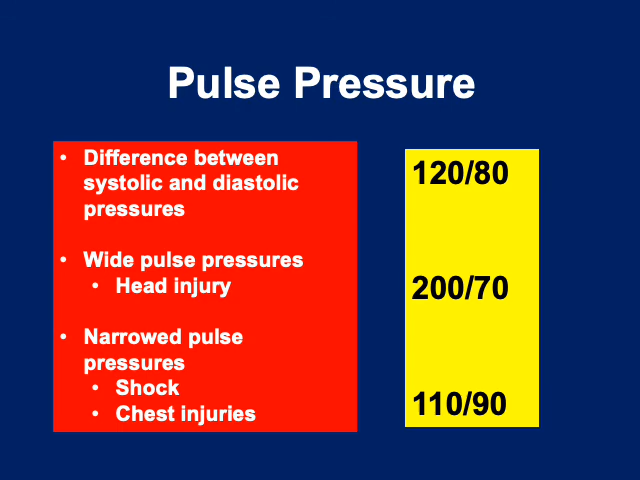 Pulse Pressure
• Difference between
systolic and diastolic
pressures
• Wide pulse pressures
• Head injury
• Narrowed pulse
pressures
• Shock
• Chest injuries
120/80
200/70
110/90